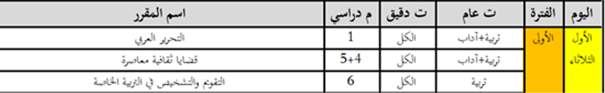 اليوم الفترة ت عام ت دقيق م دراسي اسم المقرر
الأول الأولى تربية+آداب الكل 1 التحرير العربي
الثلاثاء تربية+آداب الكل 4+5 قضايا ثقافية معاصرة
تربية الكل 6 التقويم والتشخيص في التربية الخاصة